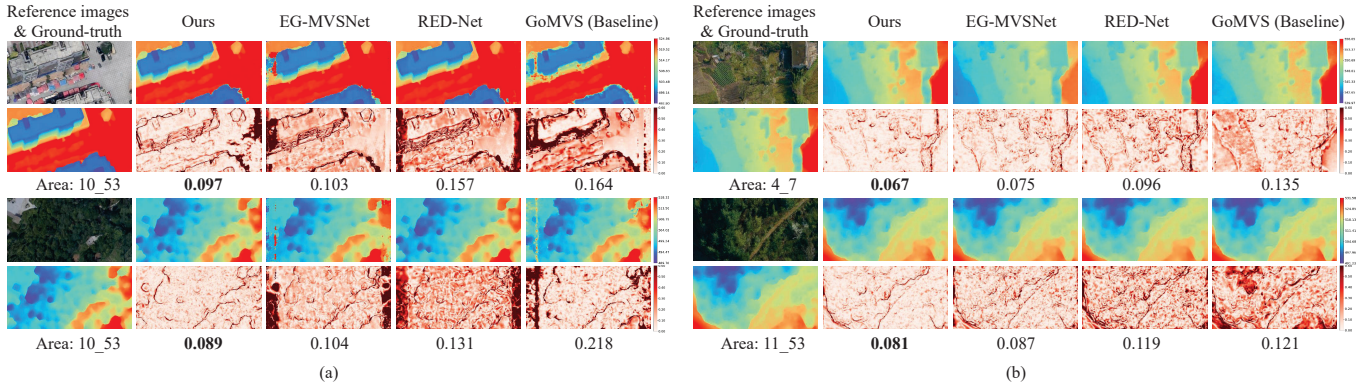 Reference images & Ground-truth
Ours
EG-MVSNet
RED-Net
GoMVS (Baseline)
Area: 10_53
0.097
0.103
0.157
0.164
Area: 10_53
0.089
0.104
0.131
0.218
(a)
Reference images & Ground-truth
Ours
EG-MVSNet
RED-Net
GoMVS (Baseline)
Area: 4_7
0.067
0.075
0.096
0.135
Area: 11_53
0.081
0.087
0.119
0.121
(b)